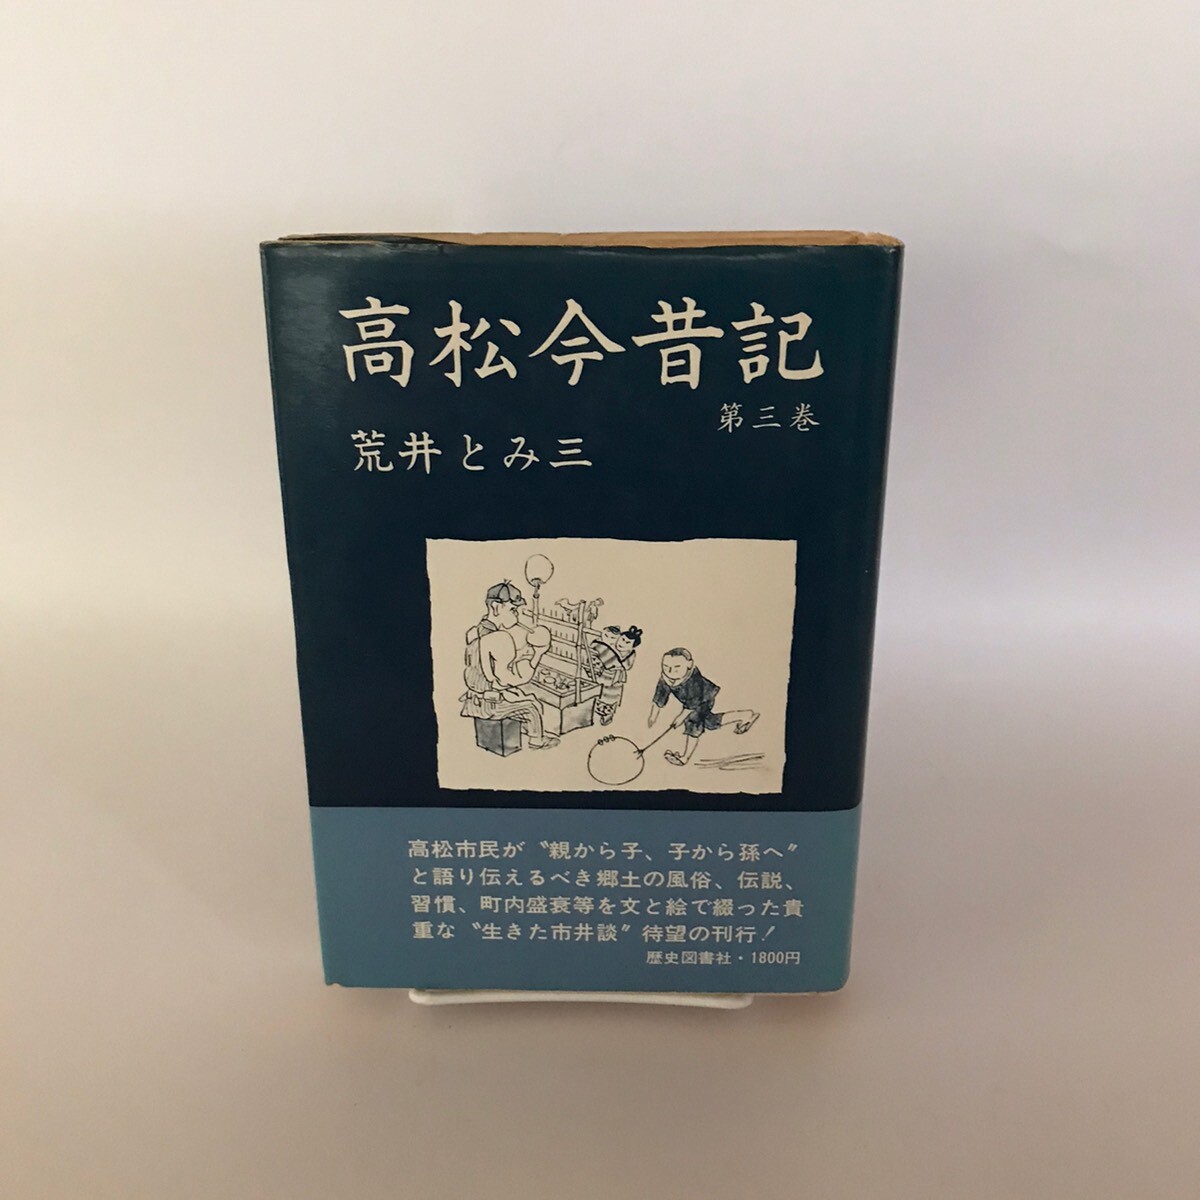 高松今昔記
第三巻
荒井とみ三
高松市民が〝親から子、子から孫へ〟
と語り伝えるべき郷土の風俗、伝説、
習慣、町内盛衰等を文と絵で綴った貴
重な〝生きた市井談〟待望の刊行！
歴史図書社・1800円